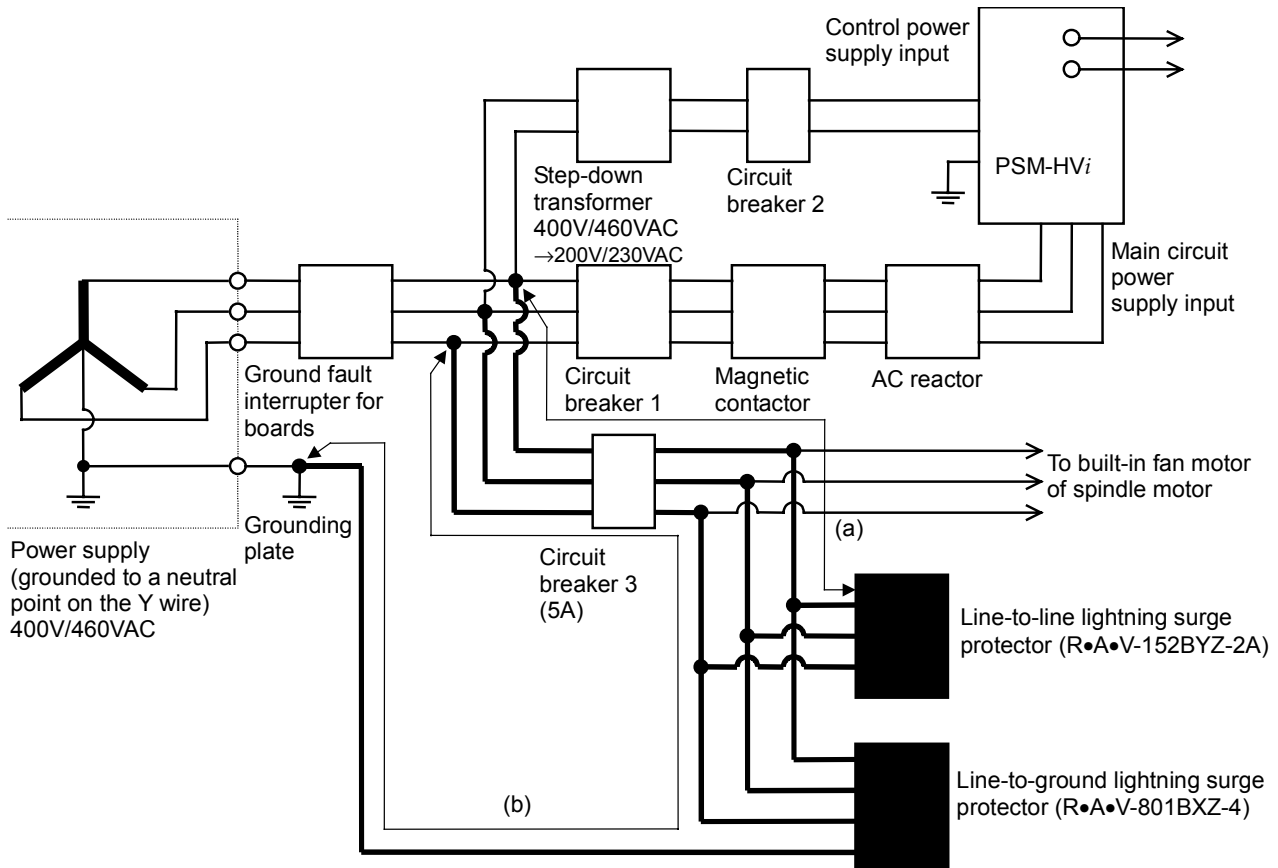 Control power
supply input
PSM-HVi
Step-down
transformer
400V/460VAC
→200V/230VAC
Circuit
breaker 2
Main circuit
power
supply input
Ground fault
interrupter for
boards
Circuit
breaker 1
Magnetic
contactor
AC reactor
To built-in fan motor
of spindle motor
Grounding
plate
(a)
Power supply
(grounded to a neutral
point on the Y wire)
400V/460VAC
Circuit
breaker 3
(5A)
Line-to-line lightning surge
protector (R•A•V-152BYZ-2A)
(b)
Line-to-ground lightning surge
protector (R•A•V-801BXZ-4)